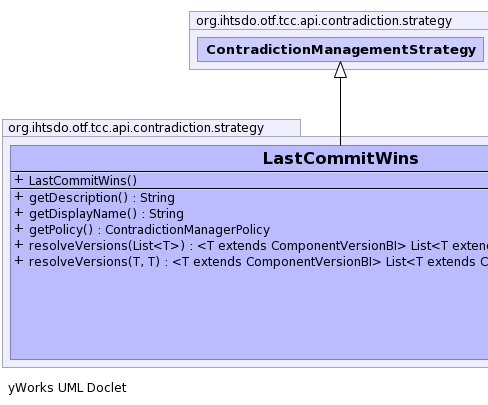 org.ihtsdo.otf.tcc.api.contradiction.strategy
ContradictionManagementStrategy
org.ihtsdo.otf.tcc.api.contradiction.strategy
LastCommitWins
+ LastCommitWins()
+ getDescription() : String
+ getDisplayName() : String
+ getPolicy() : ContradictionManagerPolicy
+ resolveVersions(List<T>) : <T extends ComponentVersionBI> List<T exten
+ resolveVersions(T, T) : <T extends ComponentVersionBI> List<T extends C
yWorks UML Doclet